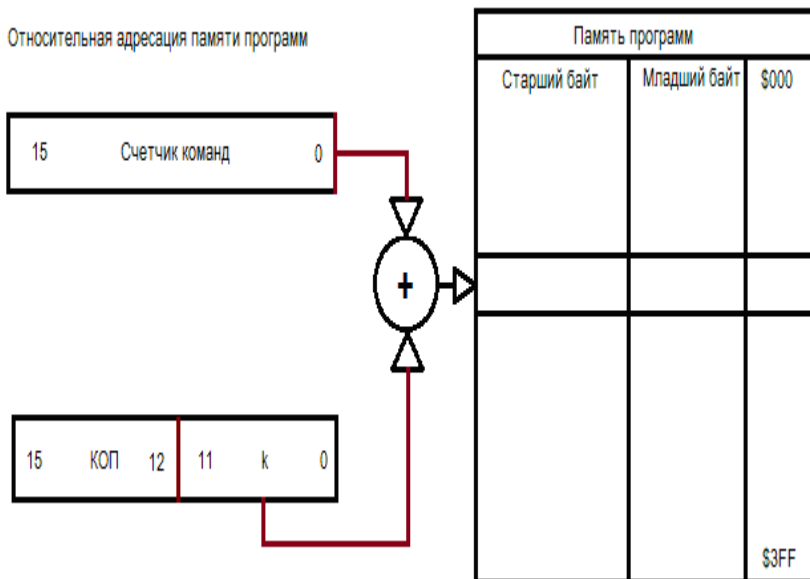 Относительная адресация памяти программ
Память программ
Старший байт Младший байт $000
15 Счетчик команд 0
+
15 КОП 12 11 k 0
$3FF